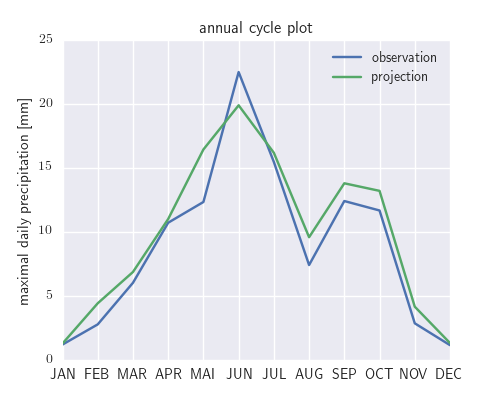 annual cycle plot
25
20
15
10
5
0
maximal daily precipitation [mm]
observation
projection
JAN FEB MAR APR MAI JUN JUL AUG SEP OCT NOV DEC